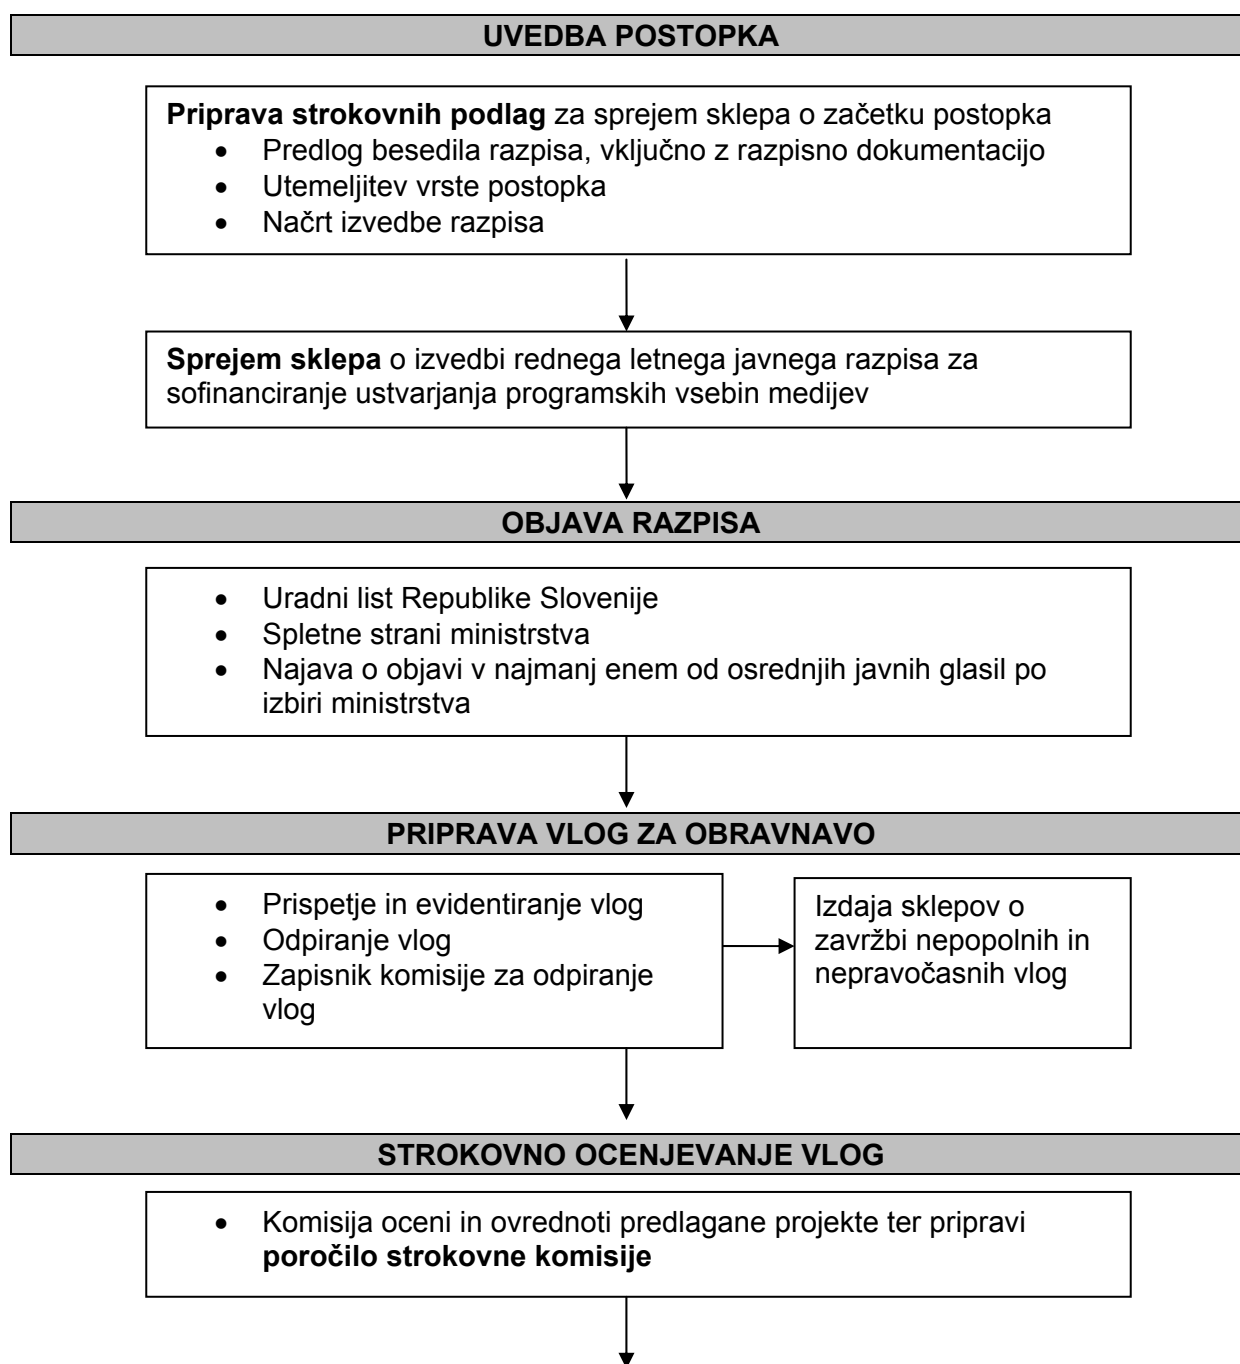 UVEDBA POSTOPKA
Priprava strokovnih podlag za sprejem sklepa o začetku postopka
• Predlog besedila razpisa, vključno z razpisno dokumentacijo
• Utemeljitev vrste postopka
• Načrt izvedbe razpisa
Sprejem sklepa o izvedbi rednega letnega javnega razpisa za
sofinanciranje ustvarjanja programskih vsebin medijev
OBJAVA RAZPISA
• Uradni list Republike Slovenije
• Spletne strani ministrstva
• Najava o objavi v najmanj enem od osrednjih javnih glasil po
izbiri ministrstva
PRIPRAVA VLOG ZA OBRAVNAVO
• Prispetje in evidentiranje vlog
• Odpiranje vlog
• Zapisnik komisije za odpiranje
vlog
Izdaja sklepov o
zavržbi nepopolnih in
nepravočasnih vlog
STROKOVNO OCENJEVANJE VLOG
• Komisija oceni in ovrednoti predlagane projekte ter pripravi
poročilo strokovne komisije